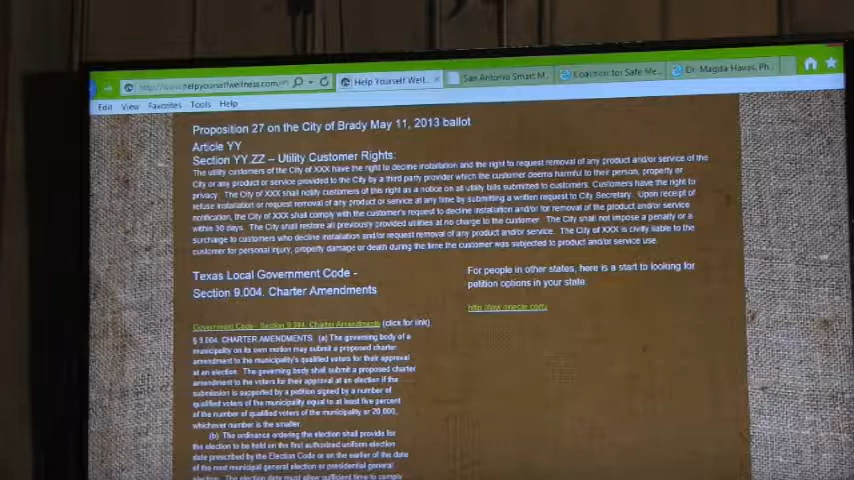 http://www.helpyourselfwellness.com/
Help Yourself Well...
San Antonio Smart M...
Coalition for Safe Me...
Dr. Magda Havas, Ph...
Edit View Favorites Tools Help
Proposition 27 on the City of Brady May 11, 2013 ballot
Article YY
Section YY.ZZ – Utility Customer Rights:
The utility customers of the City of XXX have the right to decline installation and the right to request removal of any product and/or service of the
City or any product or service provided to the City by a third party provider which the customer deems harmful to their person, property or
privacy. The City of XXX shall notify customers of this right as a notice on all utility bills submitted to customers. Customers have the right to
refuse installation or request removal of any product or service at any time by submitting a written request to City Secretary. Upon receipt of
notification, the City of XXX shall comply with the customer's request to decline installation and/or for removal of the product and/or service
within 30 days. The City shall restore all previously provided utilities at no charge to the customer. The City shall not impose a penalty or a
surcharge to customers who decline installation and/or request removal of any product and/or service. The City of XXX is civilly liable to the
customer for personal injury, property damage or death during the time the customer was subjected to product and/or service use.
Texas Local Government Code -
Section 9.004. Charter Amendments
Government Code - Section 9.004. Charter Amendments (click for link)
§ 9.004. CHARTER AMENDMENTS. (a) The governing body of a
municipality on its own motion may submit a proposed charter
amendment to the municipality's qualified voters for their approval
at an election. The governing body shall submit a proposed charter
amendment to the voters for their approval at an election if the
submission is supported by a petition signed by a number of
qualified voters of the municipality equal to at least five percent
of the number of qualified voters of the municipality or 20,000,
whichever number is the smaller.
(b) The ordinance ordering the election shall provide for
the election to be held on the first authorized uniform election
date prescribed by the Election Code or on the earlier of the date
of the next municipal general election or presidential general
election. The election date must allow sufficient time to comply
For people in other states, here is a start to looking for
petition options in your state.
http://law.onecle.com/